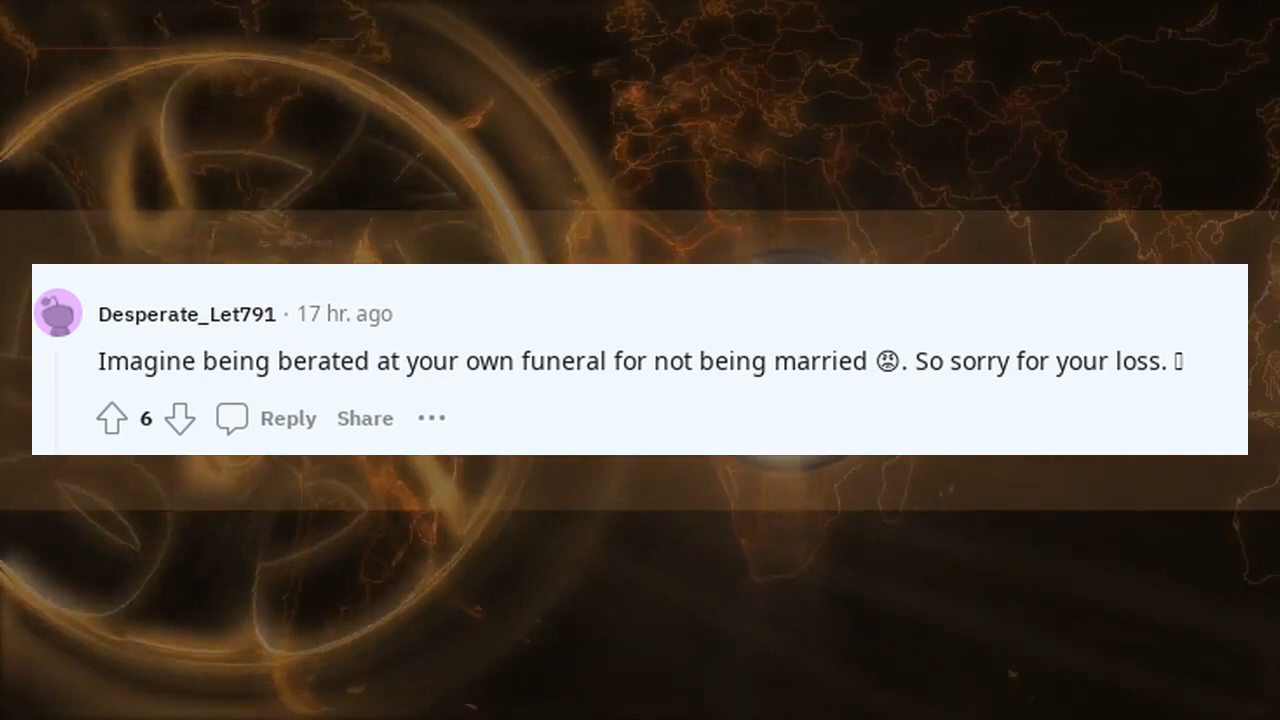 Desperate_Let791 · 17 hr. ago
Imagine being berated at your own funeral for not being married 😡. So sorry for your loss. ▯
6 Reply Share •••